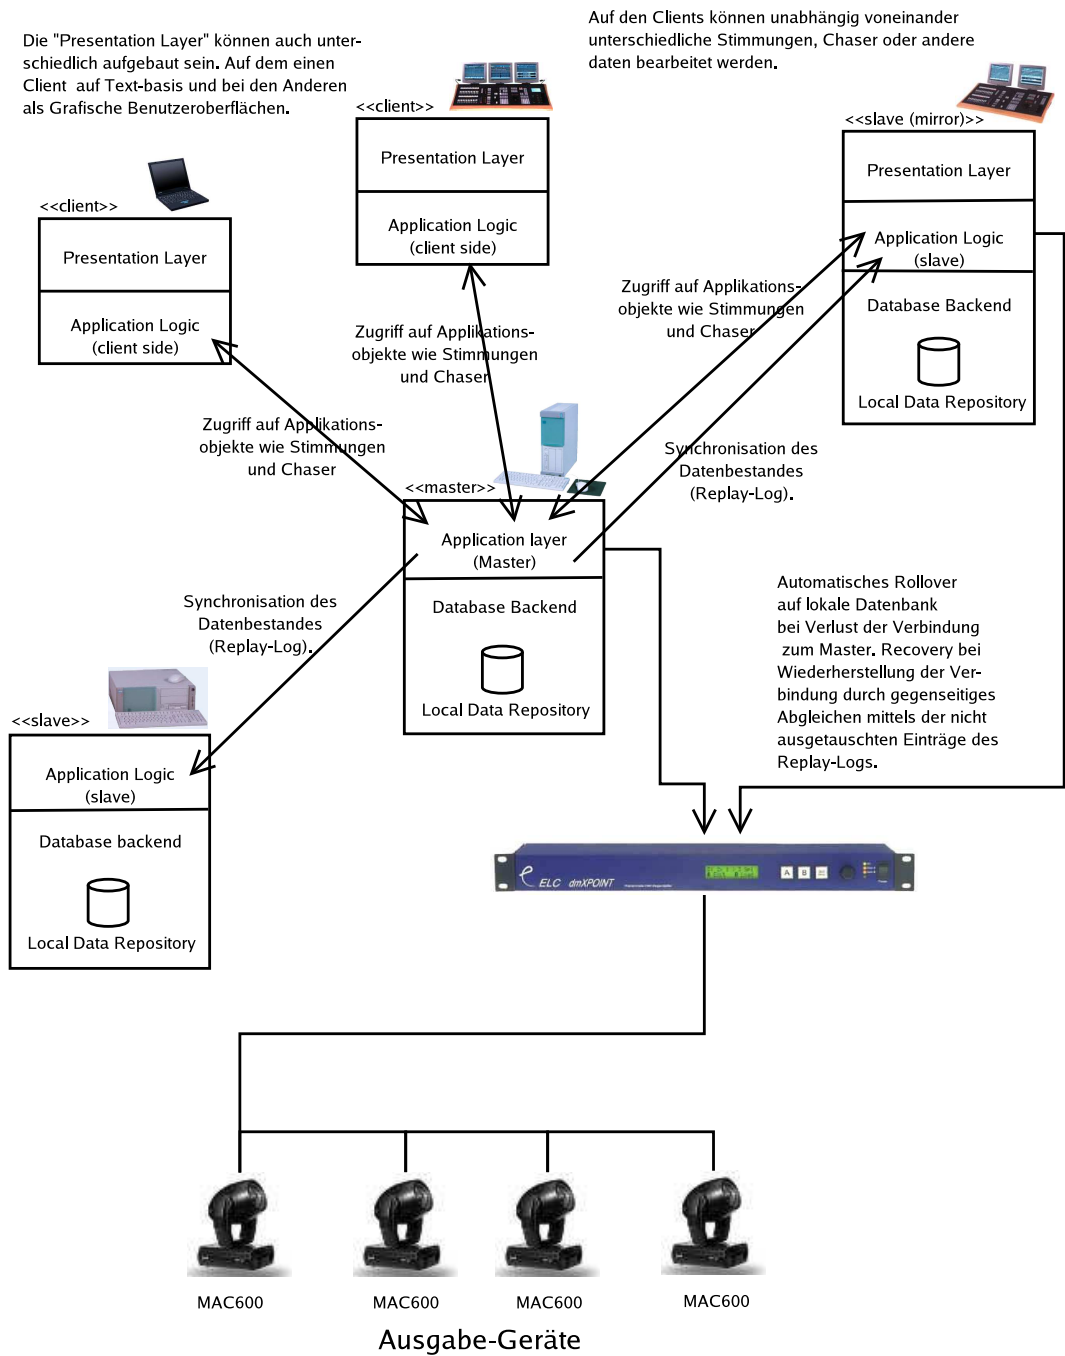 Die "Presentation Layer" können auch unter-
schiedlich aufgebaut sein. Auf dem einen
Client auf Text-basis und bei den Anderen
als Grafische Benutzeroberflächen.
Auf den Clients können unabhängig voneinander
unterschiedliche Stimmungen, Chaser oder andere
daten bearbeitet werden.
<<client>>
Presentation Layer
Application Logic
(client side)
<<slave (mirror)>>
Presentation Layer
Application Logic
(slave)
Database Backend
Local Data Repository
<<client>>
Presentation Layer
Application Logic
(client side)
Zugriff auf Applikations-
objekte wie Stimmungen
und Chaser
Zugriff auf Applikations-
objekte wie Stimmungen
und Chaser
Zugriff auf Applikations-
objekte wie Stimmungen
und Chaser
Synchronisation des
Datenbestandes
(Replay-Log).
<<master>>
Application layer
(Master)
Database Backend
Local Data Repository
Synchronisation des
Datenbestandes
(Replay-Log).
Automatisches Rollover
auf lokale Datenbank
bei Verlust der Verbindung
zum Master. Recovery bei
Wiederherstellung der Ver-
bindung durch gegenseitiges
Abgleichen mittels der nicht
ausgetauschten Einträge des
Replay-Logs.
<<slave>>
Application Logic
(slave)
Database backend
Local Data Repository
ELC dmXPOINT
A B
MAC600
MAC600
MAC600
MAC600
Ausgabe-Geräte